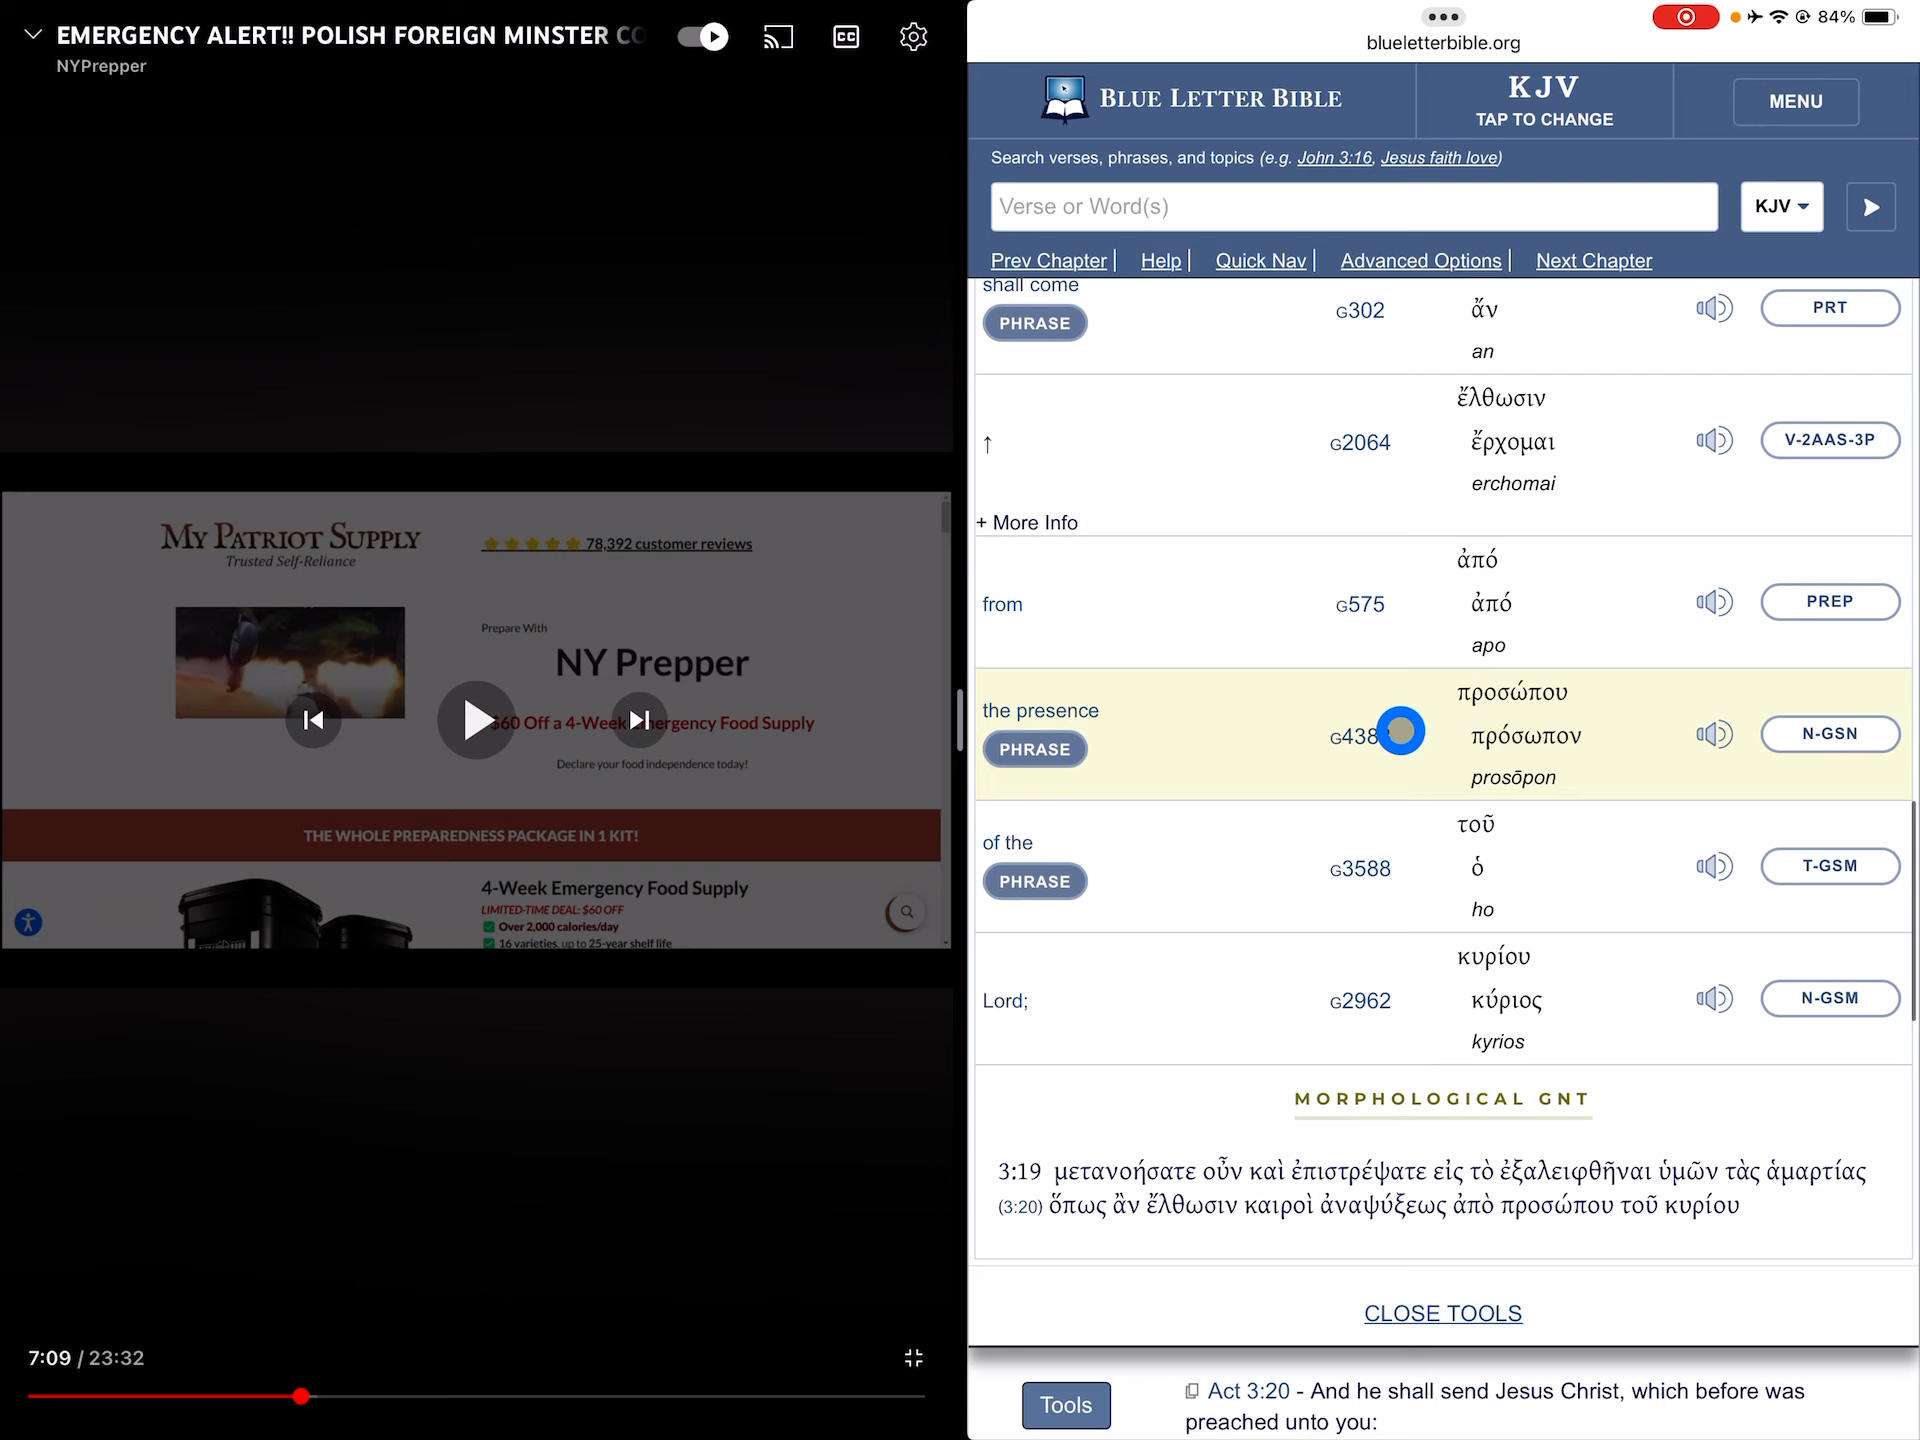 EMERGENCY ALERT!! POLISH FOREIGN MINSTER CO
NYPrepper
CC
MY PATRIOT SUPPLY
Trusted Self-Reliance
78,392 customer reviews
Prepare With
NY Prepper
$60 Off a 4-Week Emergency Food Supply
Declare your food independence today!
THE WHOLE PREPAREDNESS PACKAGE IN 1 KIT!
4-Week Emergency Food Supply
LIMITED-TIME DEAL: $60 OFF
Over 2,000 calories/day
16 varieties, up to 25-year shelf life
7:09 / 23:32
84%
blueletterbible.org
BLUE LETTER BIBLE
KJV
TAP TO CHANGE
MENU
Search verses, phrases, and topics (e.g. John 3:16, Jesus faith love)
Verse or Word(s)
KJV
Prev Chapter | Help | Quick Nav | Advanced Options | Next Chapter
shall come
PHRASE
G302
ἄν
an
PRT
↑
G2064
ἔλθωσιν
ἔρχομαι
erchomai
V-2AAS-3P
+ More Info
from
G575
ἀπό
ἀπό
apo
PREP
the presence
PHRASE
G438
προσώπου
πρόσωπον
prosōpon
N-GSN
of the
PHRASE
G3588
τοῦ
ὁ
ho
T-GSM
Lord;
G2962
κυρίου
κύριος
kyrios
N-GSM
MORPHOLOGICAL GNT
3:19 μετανοήσατε οὖν καὶ ἐπιστρέψατε εἰς τὸ ἐξαλειφθῆναι ὑμῶν τὰς ἁμαρτίας
(3:20) ὅπως ἂν ἔλθωσιν καιροὶ ἀναψύξεως ἀπὸ προσώπου τοῦ κυρίου
CLOSE TOOLS
Tools
Act 3:20 - And he shall send Jesus Christ, which before was
preached unto you: